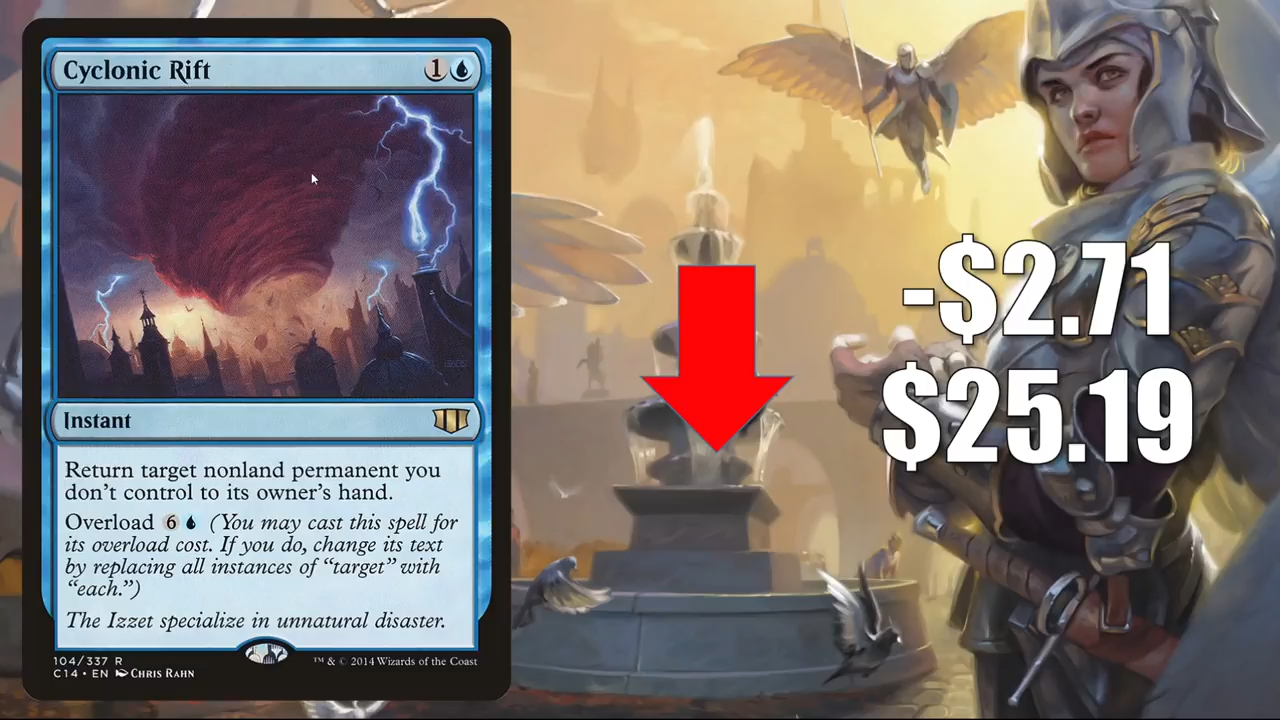 Cyclonic Rift 1
Instant
Return target nonland permanent you
don't control to its owner's hand.
Overload 6 (You may cast this spell for
its overload cost. If you do, change its text
by replacing all instances of “target” with
“each.”)
The Izzet specialize in unnatural disaster.
104/337 R
™ & © 2014 Wizards of the Coast
C14 • EN Chris Rahn
-$2.71
$25.19